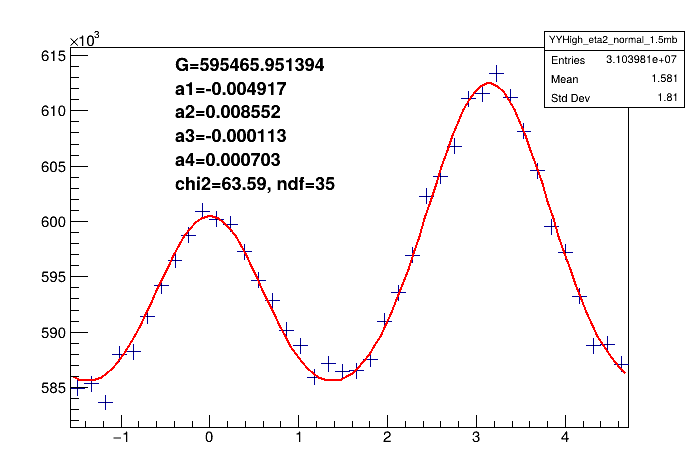 ×10³
YYHigh_eta2_normal_1.5mb
Entries 3.103981e+07
Mean 1.581
Std Dev 1.81
G=595465.951394
a1=-0.004917
a2=0.008552
a3=-0.000113
a4=0.000703
chi2=63.59, ndf=35
615
610
605
600
595
590
585
−1 0 1 2 3 4